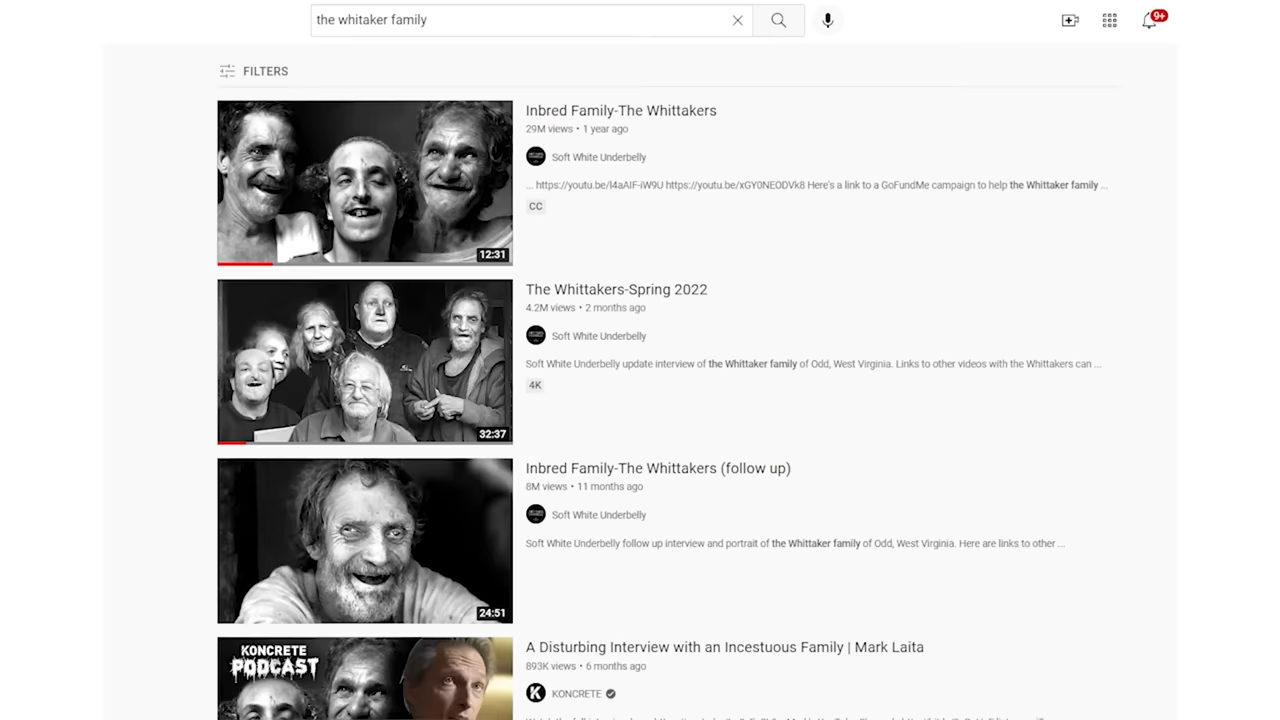 the whitaker family
9+
FILTERS
12:31
Inbred Family-The Whittakers
29M views • 1 year ago
Soft White Underbelly
... https://youtu.be/l4aAIF-iW9U https://youtu.be/xGY0NEODVk8 Here's a link to a GoFundMe campaign to help the Whittaker family ...
CC
32:37
The Whittakers-Spring 2022
4.2M views • 2 months ago
Soft White Underbelly
Soft White Underbelly update interview of the Whittaker family of Odd, West Virginia. Links to other videos with the Whittakers can ...
4K
24:51
Inbred Family-The Whittakers (follow up)
8M views • 11 months ago
Soft White Underbelly
Soft White Underbelly follow up interview and portrait of the Whittaker family of Odd, West Virginia. Here are links to other ...
KONCRETE
PODCAST
A Disturbing Interview with an Incestuous Family | Mark Laita
893K views • 6 months ago
KONCRETE